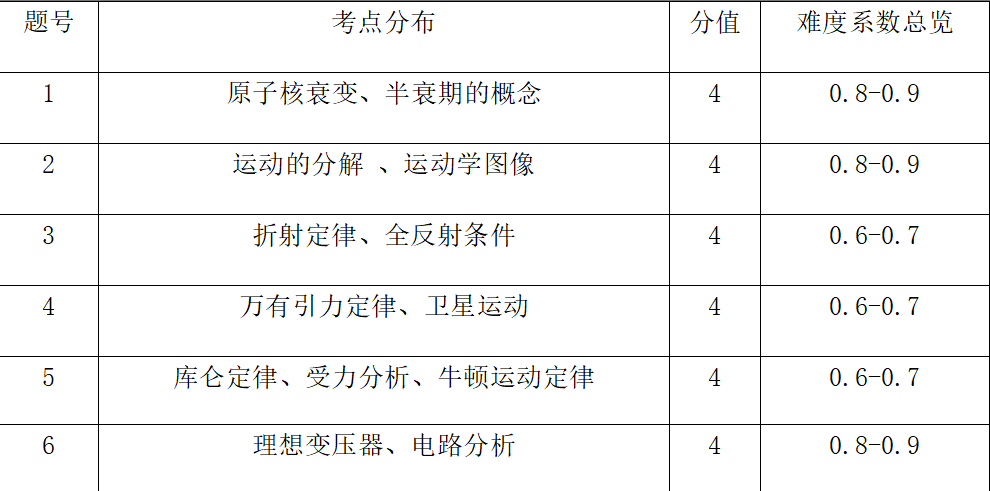 题号 考点分布 分值 难度系数总览
1 原子核衰变、半衰期的概念 4 0.8-0.9
2 运动的分解 、运动学图像 4 0.8-0.9
3 折射定律、全反射条件 4 0.6-0.7
4 万有引力定律、卫星运动 4 0.6-0.7
5 库仑定律、受力分析、牛顿运动定律 4 0.6-0.7
6 理想变压器、电路分析 4 0.8-0.9